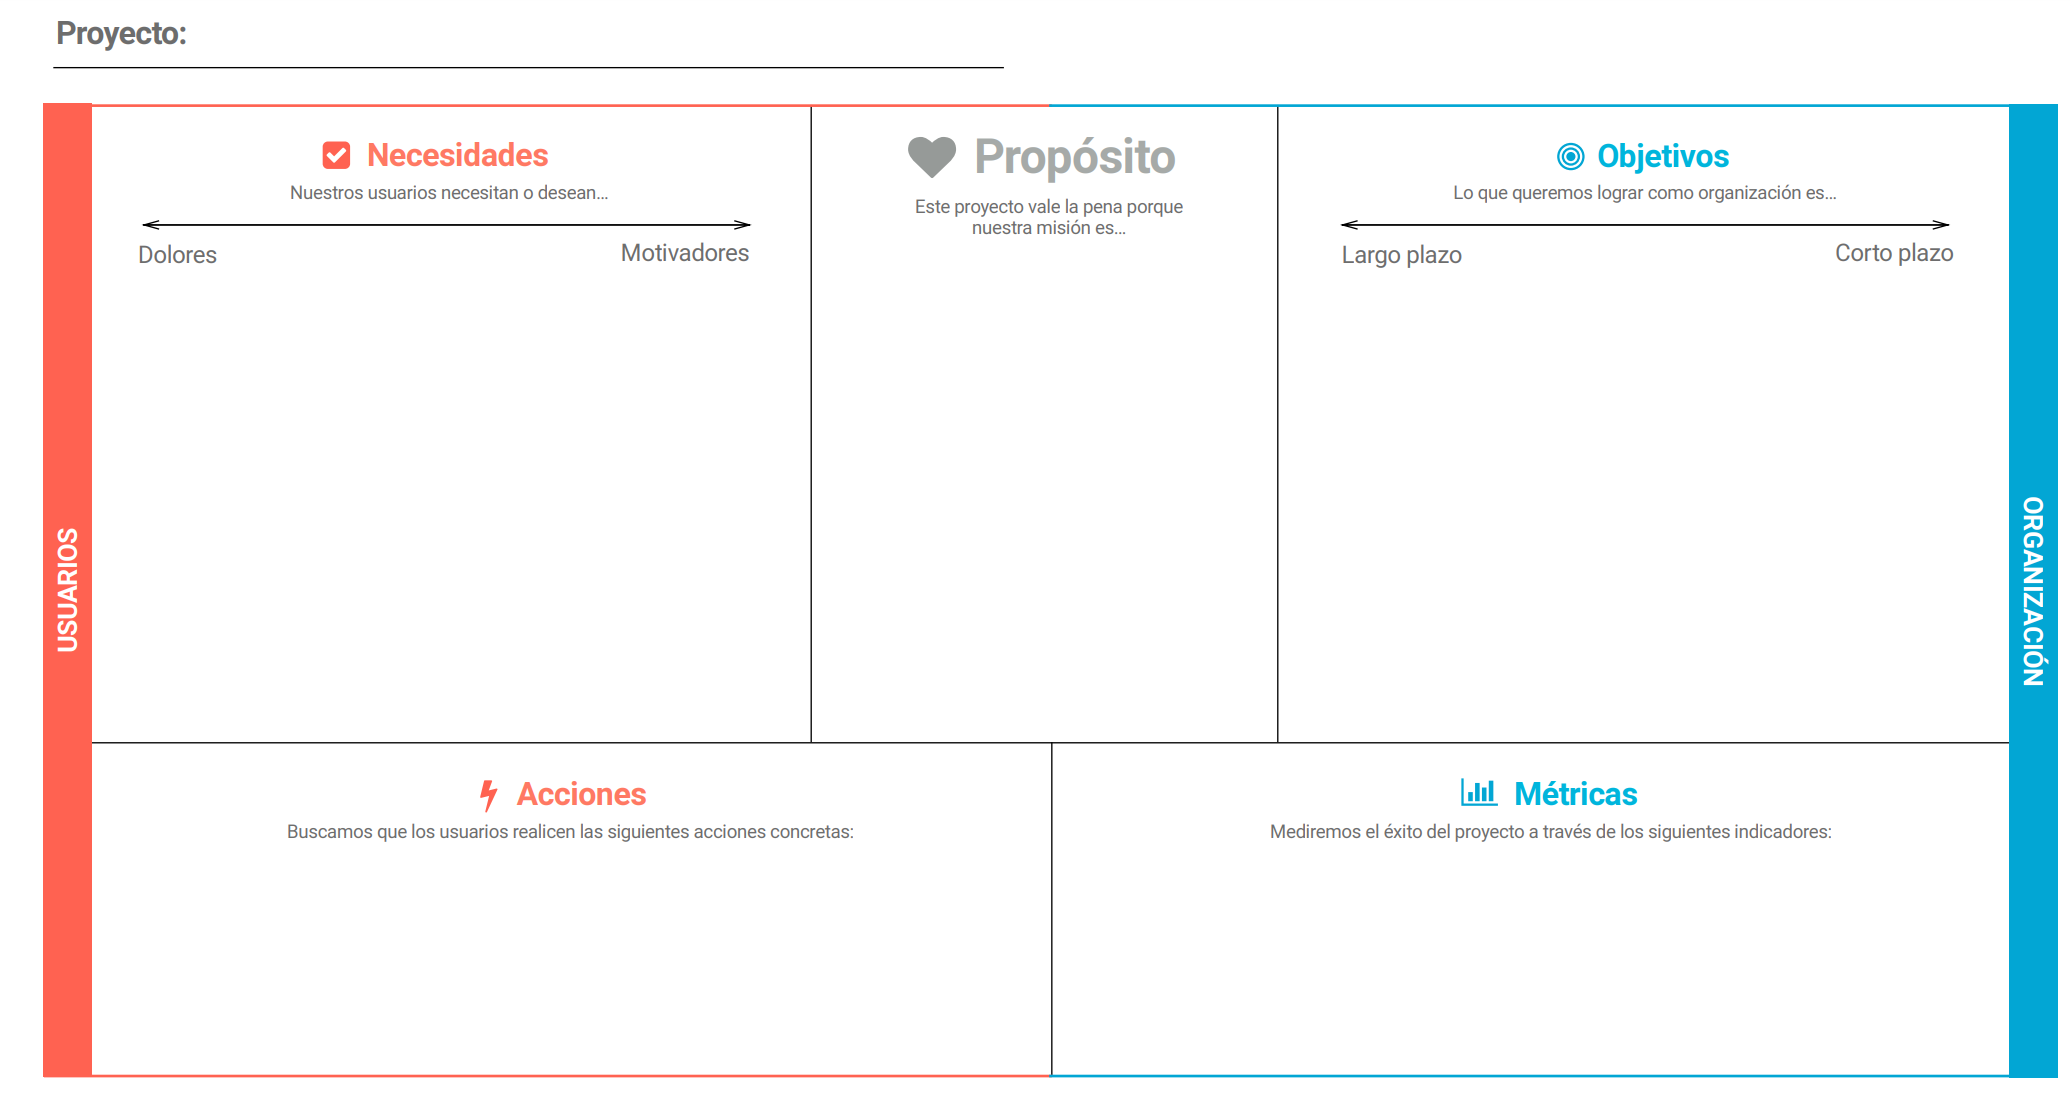 Proyecto:
USUARIOS
Necesidades
Nuestros usuarios necesitan o desean...
Dolores
Motivadores
Propósito
Este proyecto vale la pena porque
nuestra misión es...
Objetivos
Lo que queremos lograr como organización es...
Largo plazo
Corto plazo
ORGANIZACIÓN
Acciones
Buscamos que los usuarios realicen las siguientes acciones concretas:
Métricas
Mediremos el éxito del proyecto a través de los siguientes indicadores: